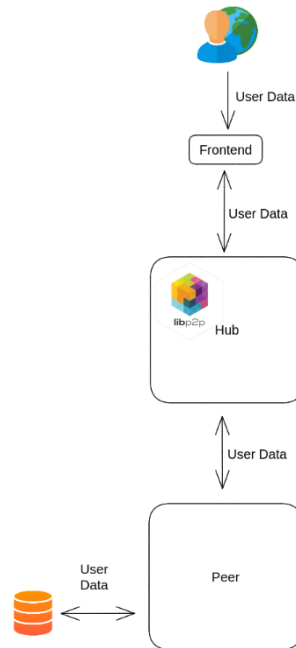 User Data
Frontend
User Data
libp2p
Hub
User Data
Peer
User
Data